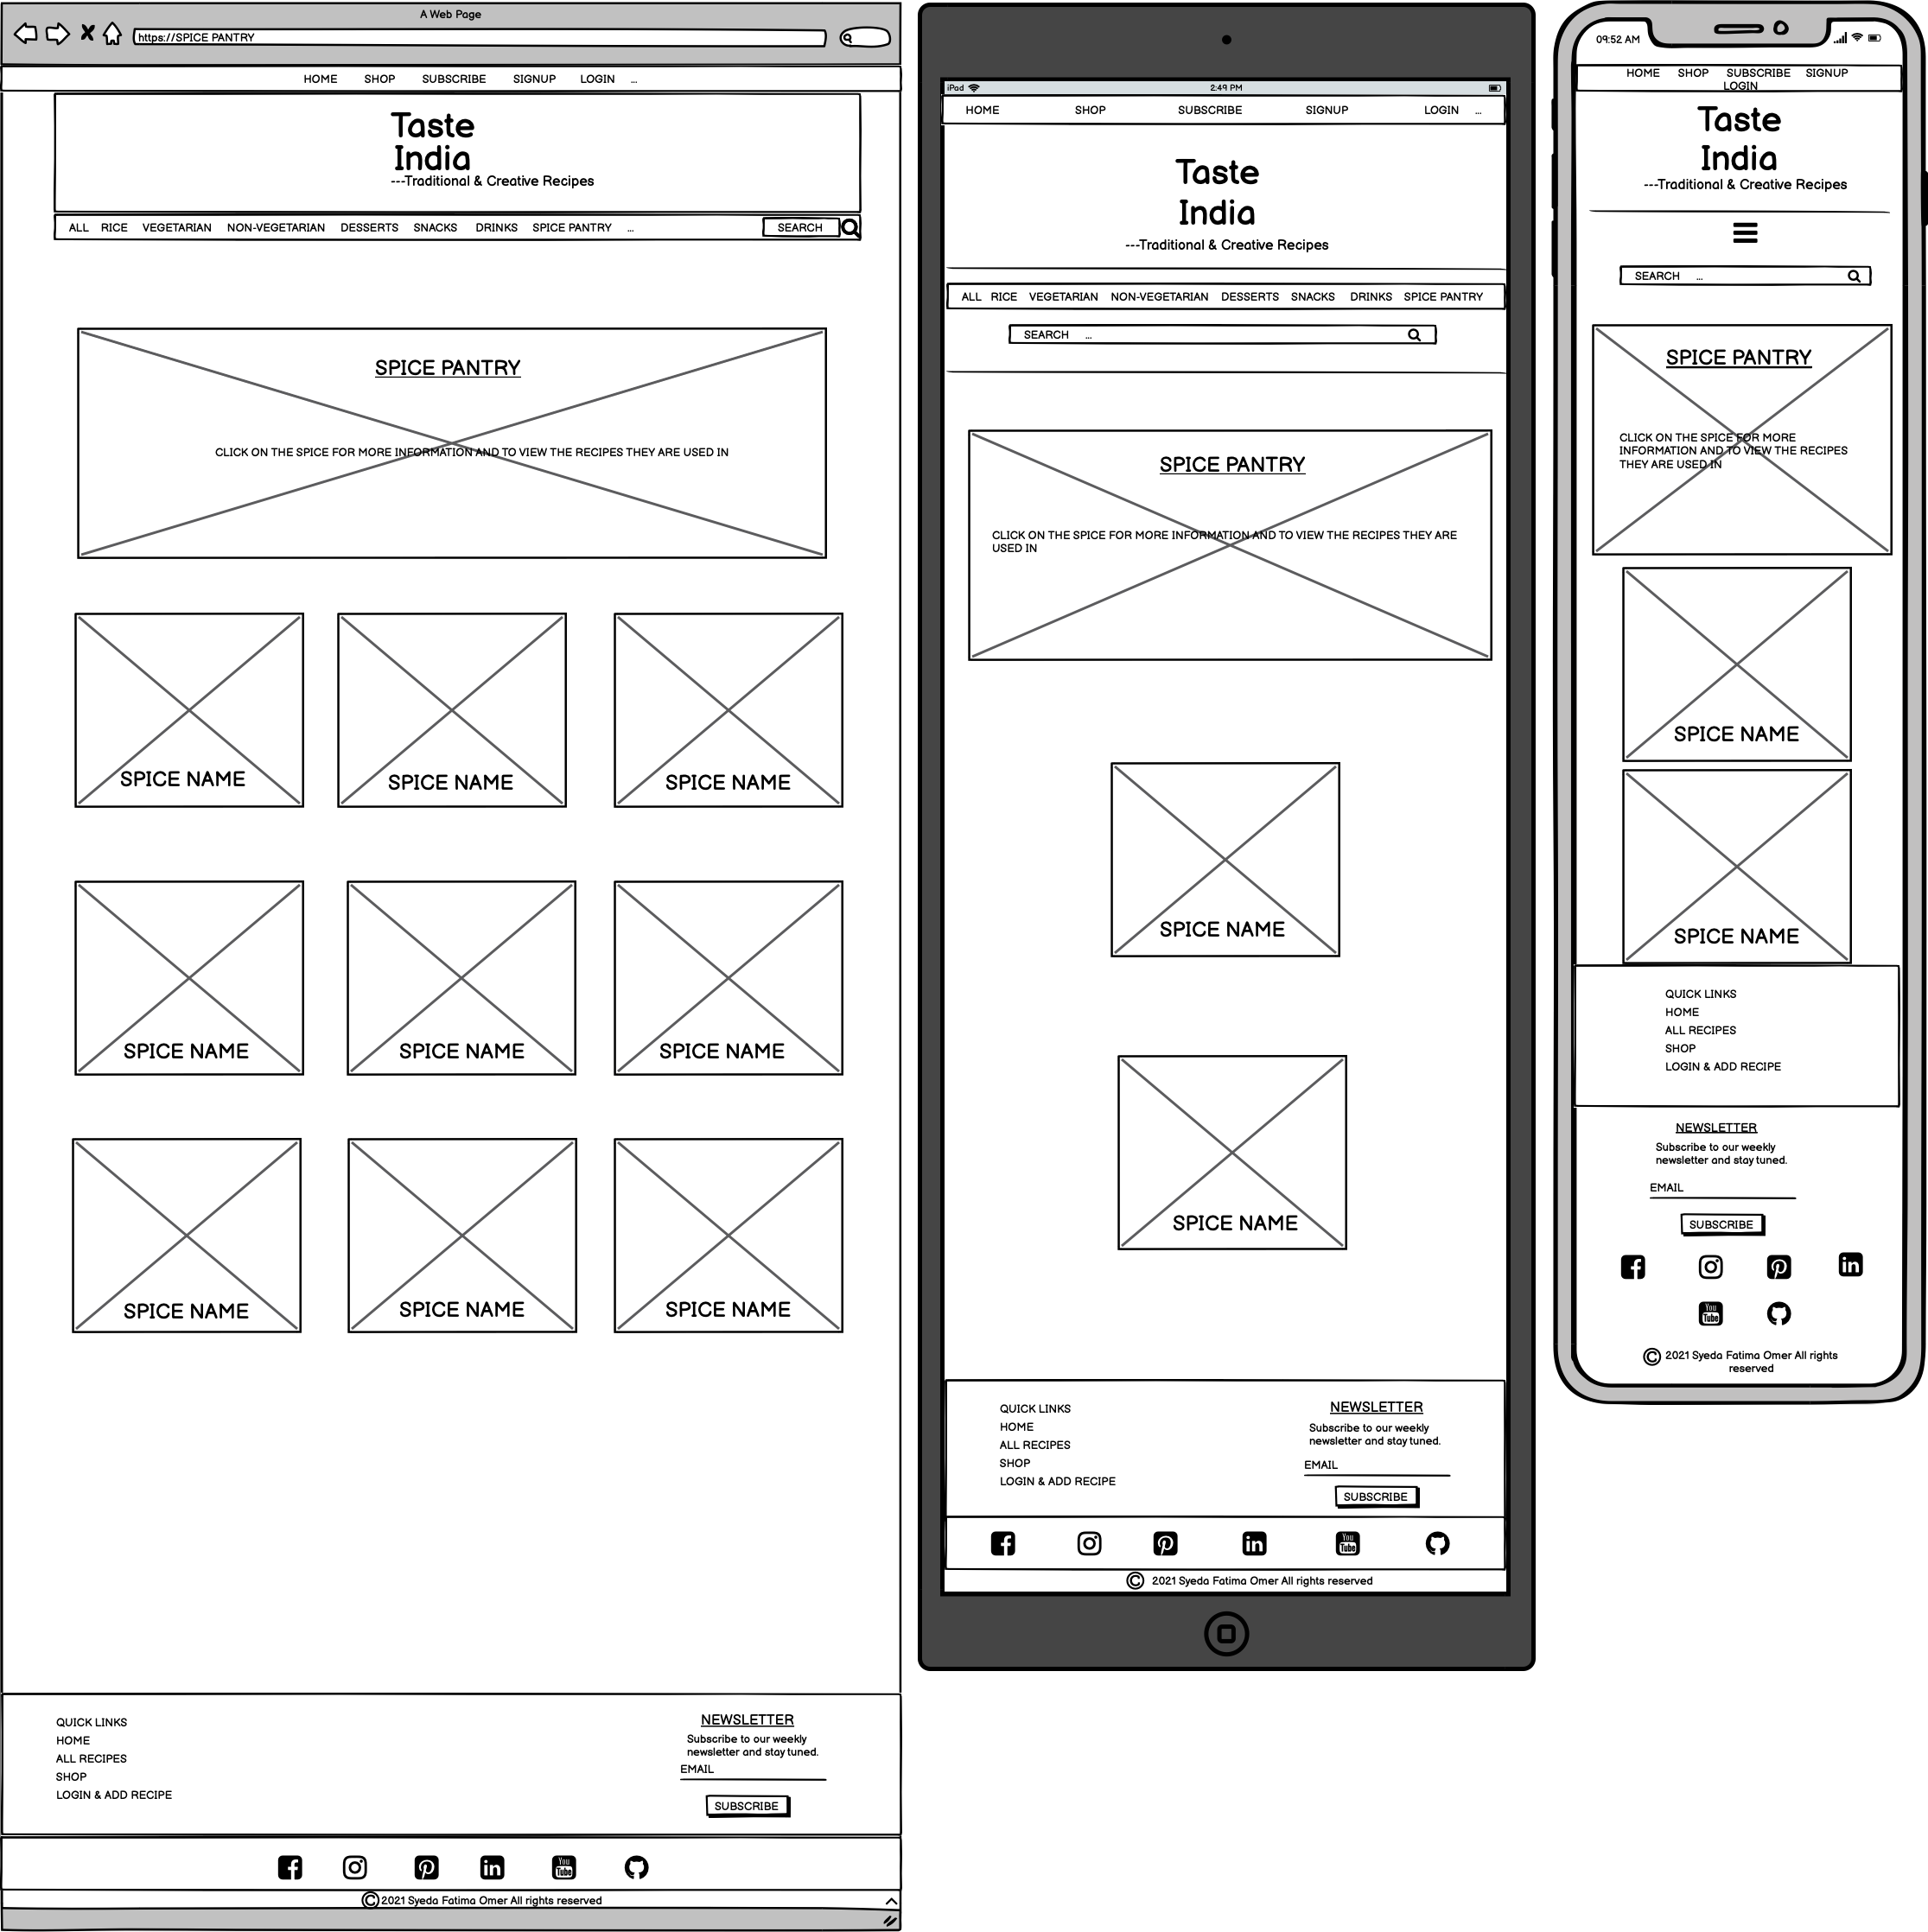 A Web Page
https://SPICE PANTRY
HOME SHOP SUBSCRIBE SIGNUP LOGIN ...
Taste
India
---Traditional & Creative Recipes
ALL RICE VEGETARIAN NON-VEGETARIAN DESSERTS SNACKS DRINKS SPICE PANTRY ... SEARCH
SPICE PANTRY
CLICK ON THE SPICE FOR MORE INFORMATION AND TO VIEW THE RECIPES THEY ARE USED IN
SPICE NAME SPICE NAME SPICE NAME
SPICE NAME SPICE NAME SPICE NAME
SPICE NAME SPICE NAME SPICE NAME
QUICK LINKS
HOME
ALL RECIPES
SHOP
LOGIN & ADD RECIPE
NEWSLETTER
Subscribe to our weekly
newsletter and stay tuned.
EMAIL
SUBSCRIBE
You
Tube
© 2021 Syeda Fatima Omer All rights reserved
iPad 2:49 PM
HOME SHOP SUBSCRIBE SIGNUP LOGIN ...
Taste
India
---Traditional & Creative Recipes
ALL RICE VEGETARIAN NON-VEGETARIAN DESSERTS SNACKS DRINKS SPICE PANTRY
SEARCH ...
SPICE PANTRY
CLICK ON THE SPICE FOR MORE INFORMATION AND TO VIEW THE RECIPES THEY ARE
USED IN
SPICE NAME
SPICE NAME
QUICK LINKS
HOME
ALL RECIPES
SHOP
LOGIN & ADD RECIPE
NEWSLETTER
Subscribe to our weekly
newsletter and stay tuned.
EMAIL
SUBSCRIBE
You
Tube
© 2021 Syeda Fatima Omer All rights reserved
09:52 AM
HOME SHOP SUBSCRIBE SIGNUP
LOGIN
Taste
India
---Traditional & Creative Recipes
SEARCH ...
SPICE PANTRY
CLICK ON THE SPICE FOR MORE
INFORMATION AND TO VIEW THE RECIPES
THEY ARE USED IN
SPICE NAME
SPICE NAME
QUICK LINKS
HOME
ALL RECIPES
SHOP
LOGIN & ADD RECIPE
NEWSLETTER
Subscribe to our weekly
newsletter and stay tuned.
EMAIL
SUBSCRIBE
You
Tube
© 2021 Syeda Fatima Omer All rights
reserved